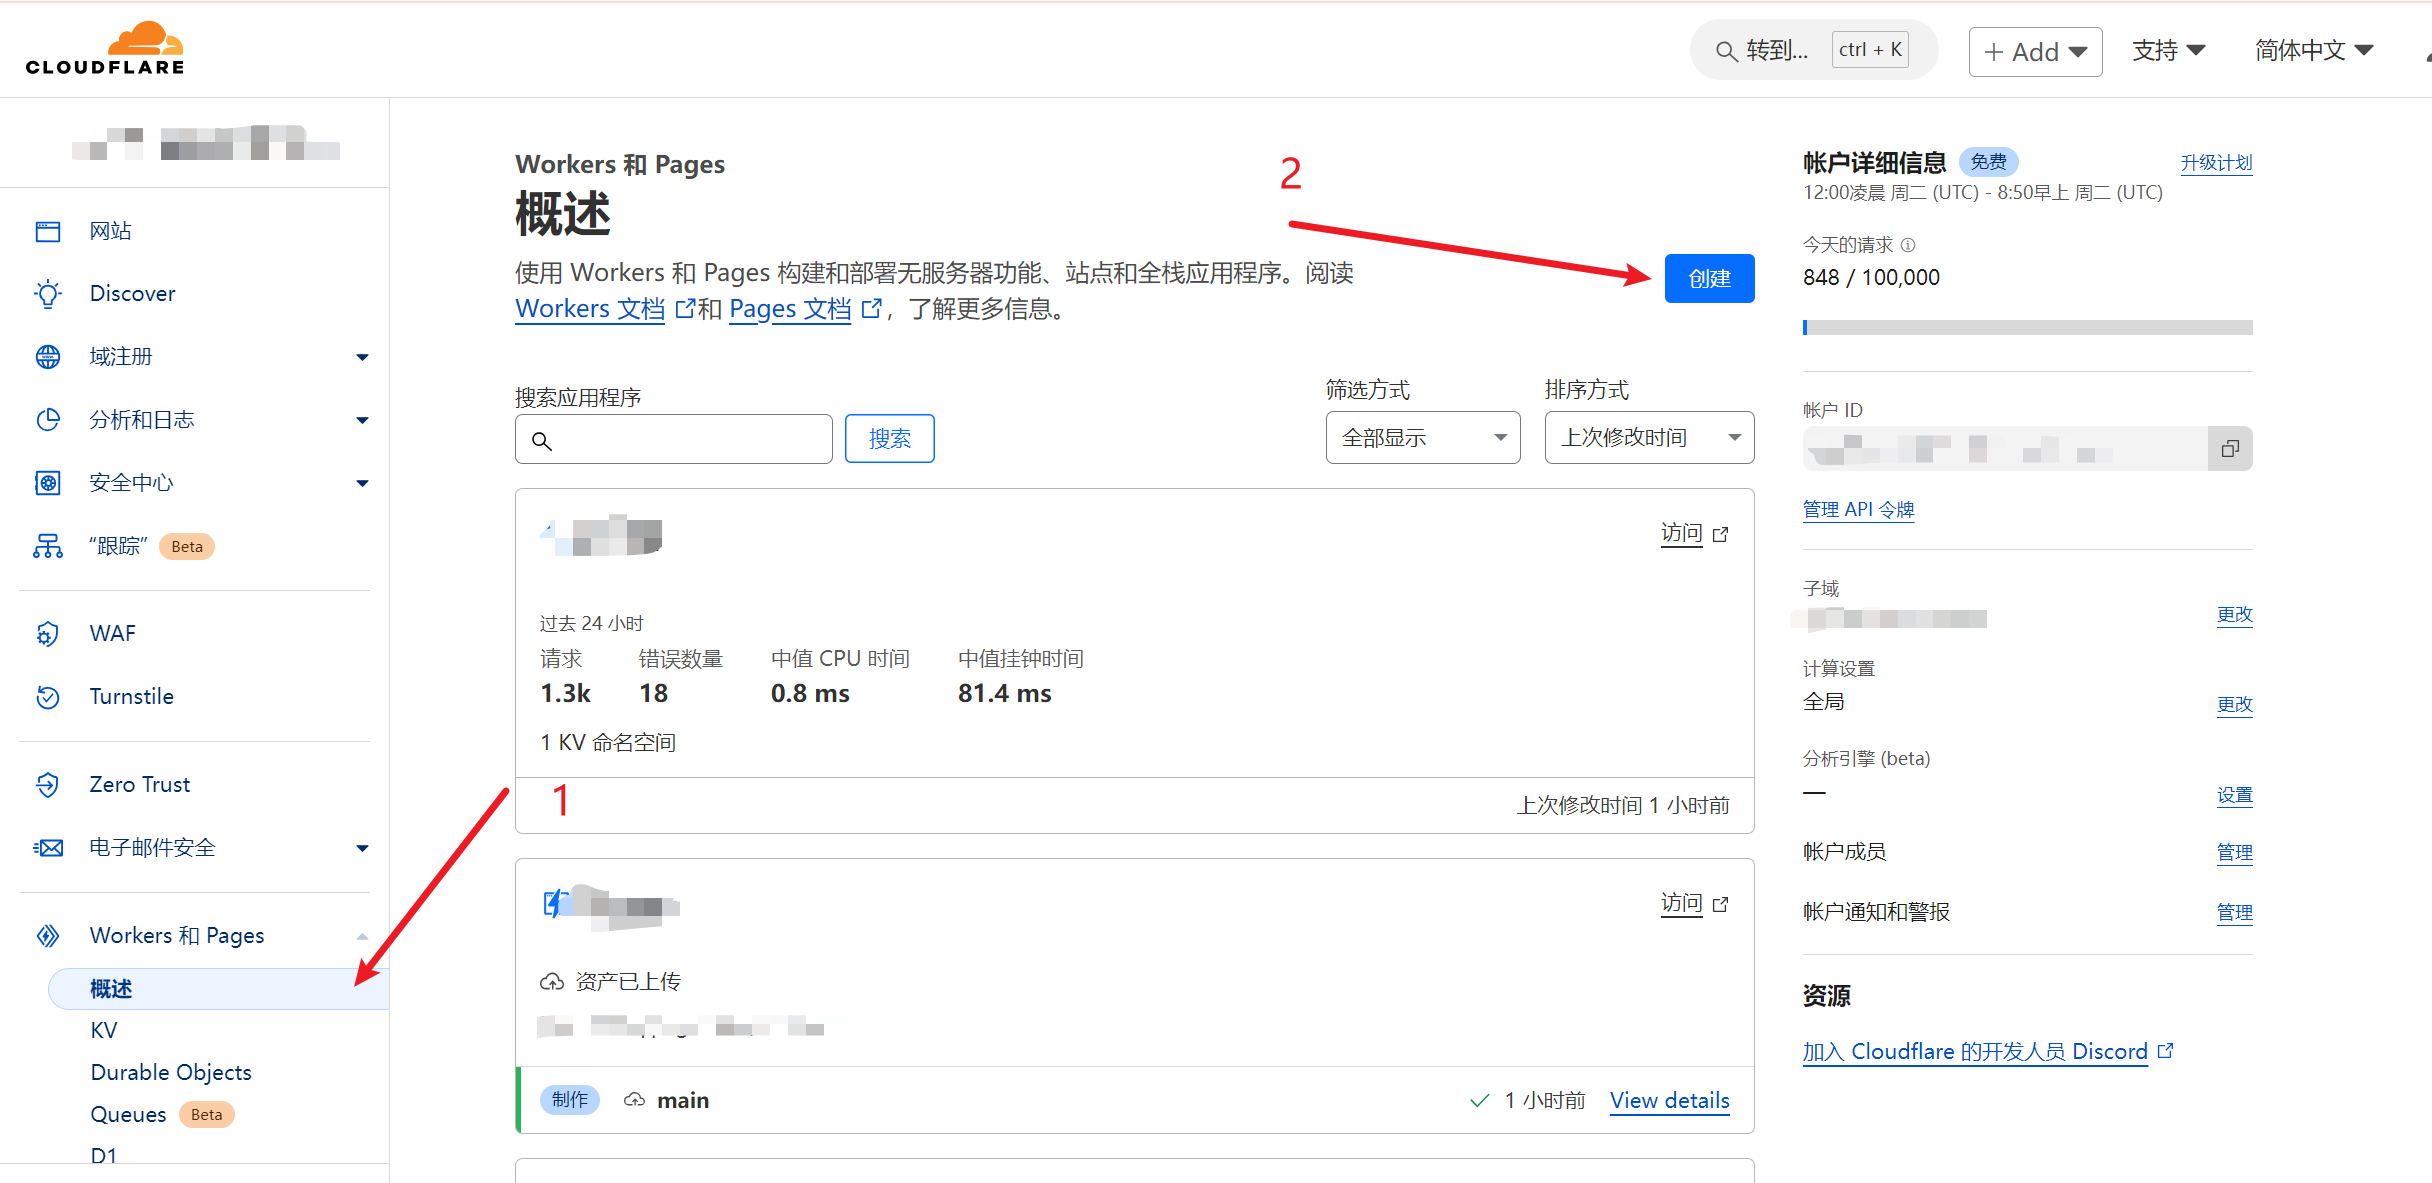 CLOUDFLARE
转到... ctrl + K
+ Add
支持
简体中文
网站
Discover
域注册
分析和日志
安全中心
“跟踪” Beta
WAF
Turnstile
Zero Trust
电子邮件安全
Workers 和 Pages
概述
KV
Durable Objects
Queues Beta
D1
Workers 和 Pages
概述
使用 Workers 和 Pages 构建和部署无服务器功能、站点和全栈应用程序。阅读
Workers 文档 和 Pages 文档 ，了解更多信息。
2
创建
搜索应用程序
搜索
筛选方式
全部显示
排序方式
上次修改时间
访问
过去 24 小时
请求 错误数量 中值 CPU 时间 中值挂钟时间
1.3k 18 0.8 ms 81.4 ms
1 KV 命名空间
1
上次修改时间 1 小时前
访问
资产已上传
制作 main
1 小时前 View details
帐户详细信息 免费 升级计划
12:00凌晨 周二 (UTC) - 8:50早上 周二 (UTC)
今天的请求
848 / 100,000
帐户 ID
管理 API 令牌
子域
更改
计算设置
全局 更改
分析引擎 (beta)
— 设置
帐户成员 管理
帐户通知和警报 管理
资源
加入 Cloudflare 的开发人员 Discord